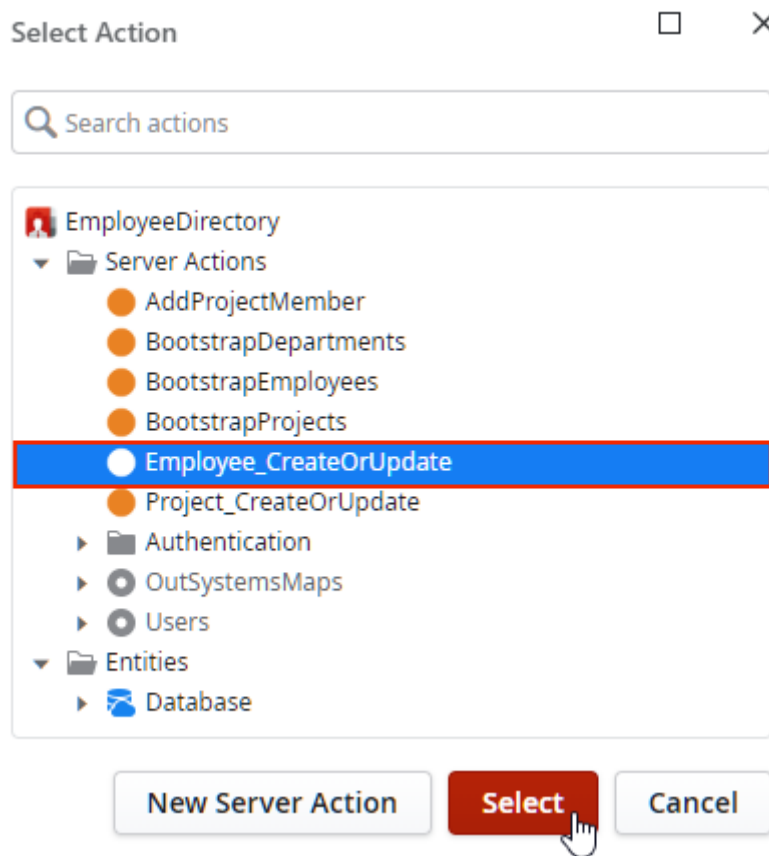 Select Action
Search actions
EmployeeDirectory
Server Actions
AddProjectMember
BootstrapDepartments
BootstrapEmployees
BootstrapProjects
Employee_CreateOrUpdate
Project_CreateOrUpdate
Authentication
OutSystemsMaps
Users
Entities
Database
New Server Action Select Cancel